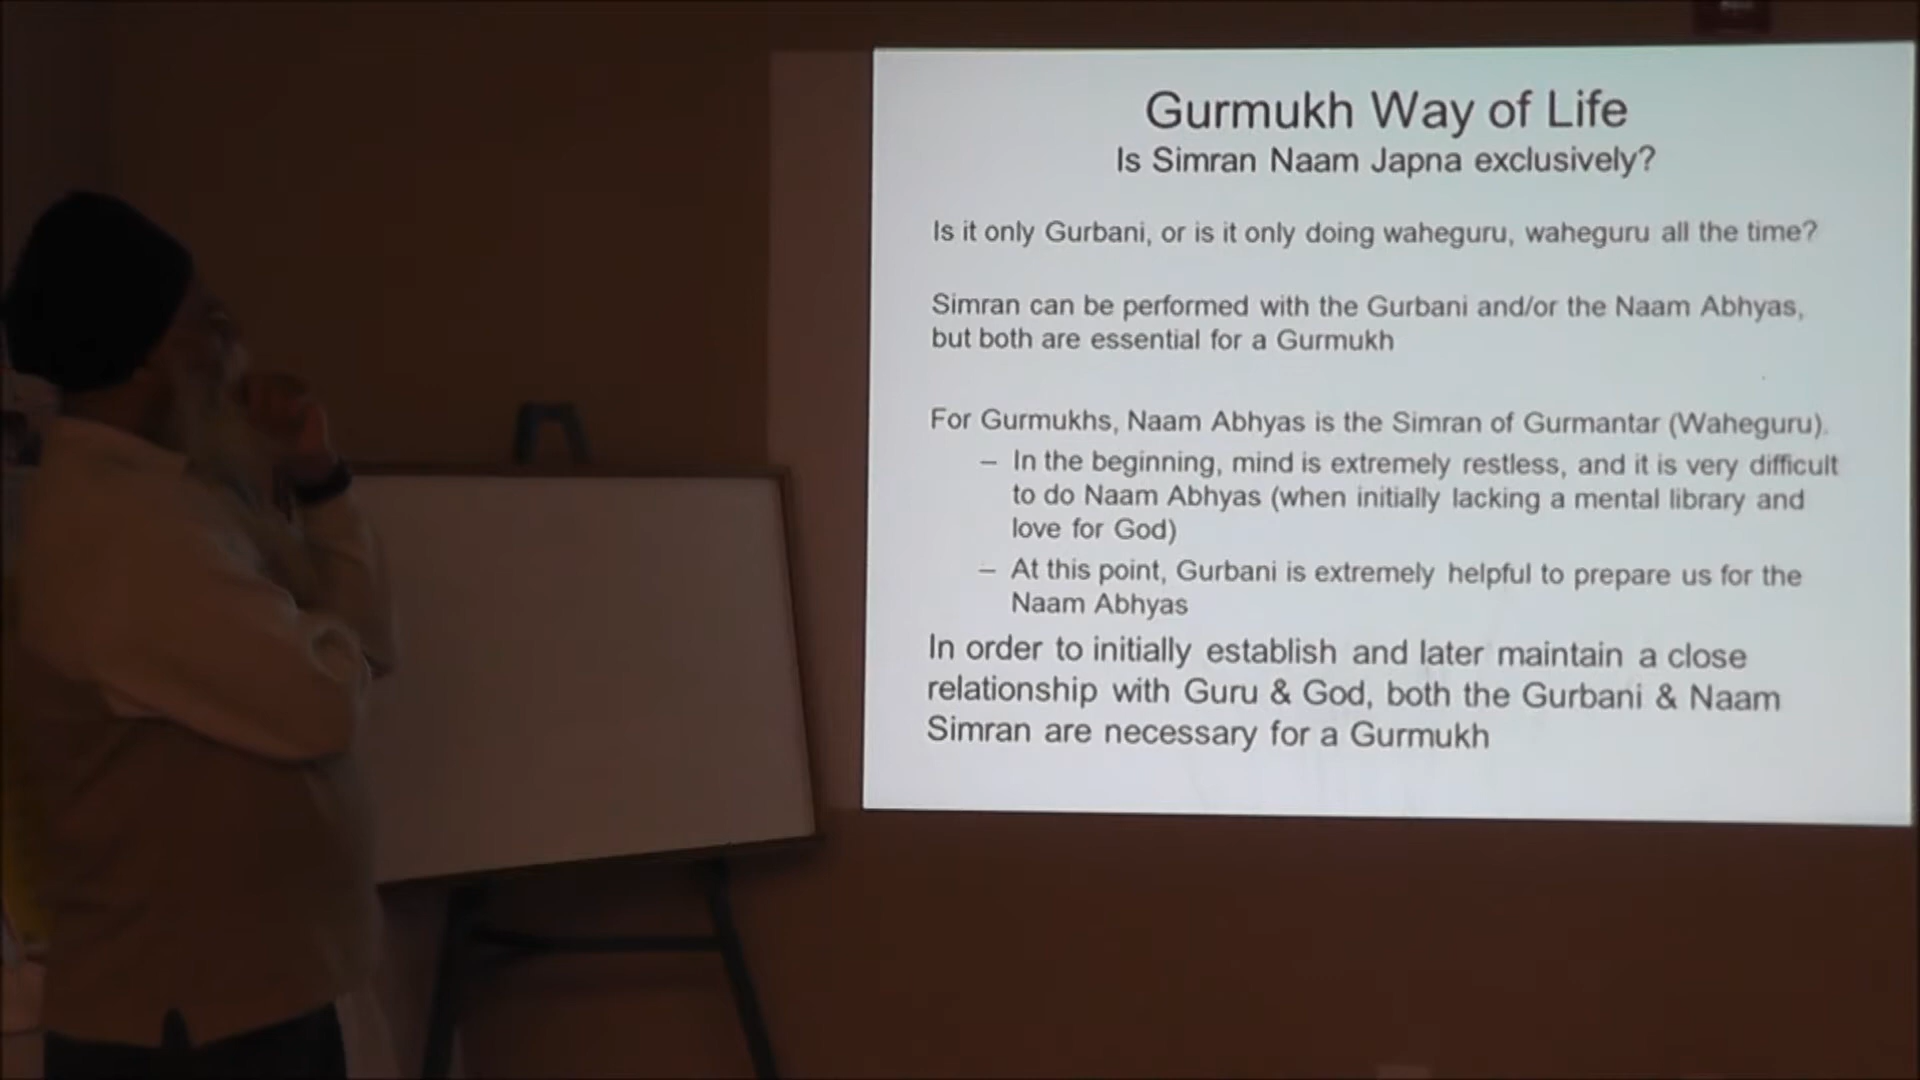 Gurmukh Way of Life
Is Simran Naam Japna exclusively?
Is it only Gurbani, or is it only doing waheguru, waheguru all the time?
Simran can be performed with the Gurbani and/or the Naam Abhyas,
but both are essential for a Gurmukh
For Gurmukhs, Naam Abhyas is the Simran of Gurmantar (Waheguru).
– In the beginning, mind is extremely restless, and it is very difficult
to do Naam Abhyas (when initially lacking a mental library and
love for God)
– At this point, Gurbani is extremely helpful to prepare us for the
Naam Abhyas
In order to initially establish and later maintain a close
relationship with Guru & God, both the Gurbani & Naam
Simran are necessary for a Gurmukh